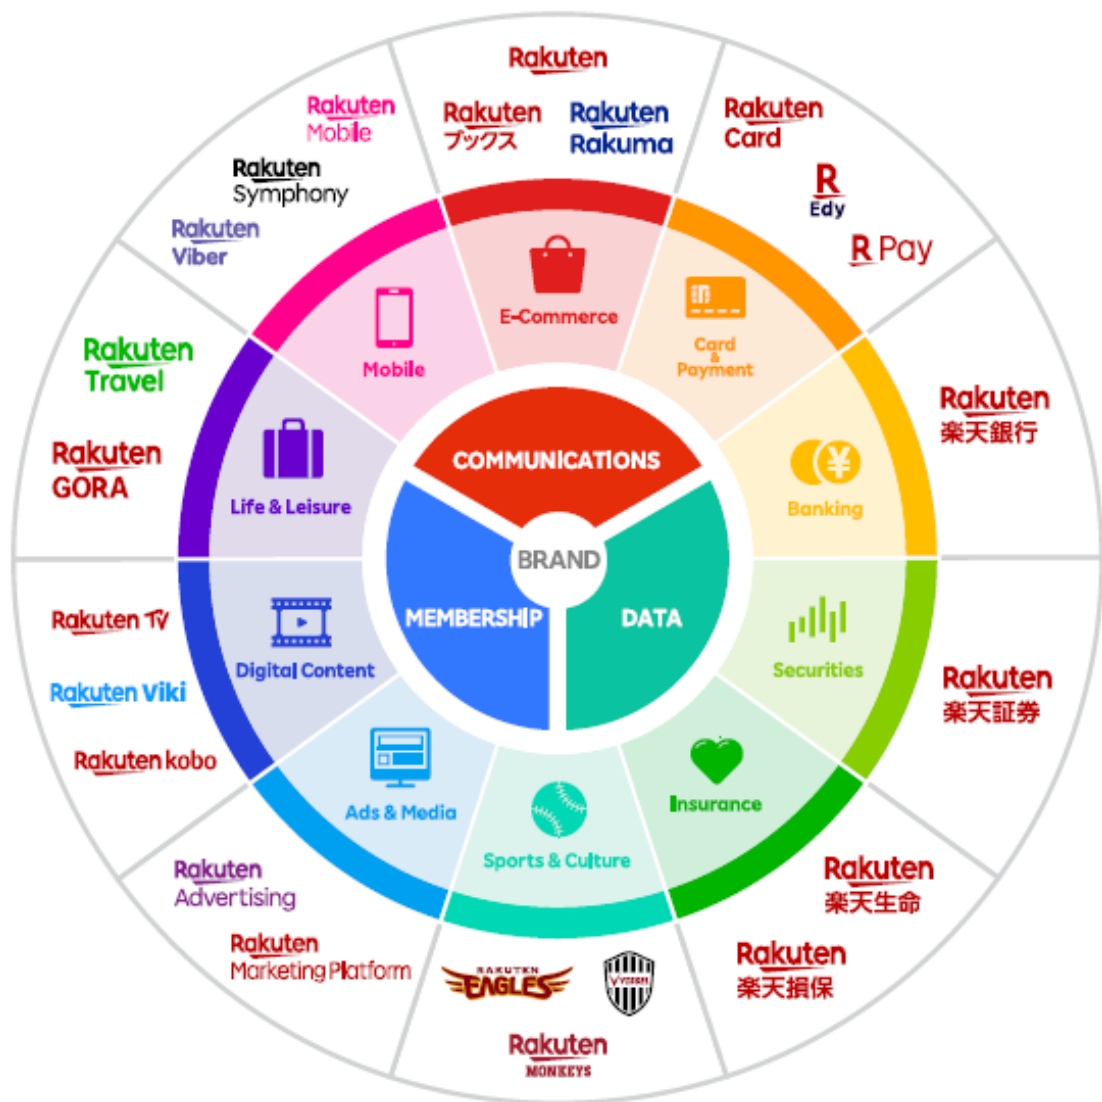 Rakuten
Rakuten
ブックス
Rakuten
Rakuma
Rakuten
Card
R
Edy
R Pay
Rakuten
楽天銀行
Rakuten
楽天証券
Rakuten
楽天生命
Rakuten
楽天損保
RAKUTEN
EAGLES
VISSEL
Rakuten
MONKEYS
Rakuten
Marketing Platform
Rakuten
Advertising
Rakuten kobo
Rakuten Viki
Rakuten TV
Rakuten
GORA
Rakuten
Travel
Rakuten
Viber
Rakuten
Symphony
Rakuten
Mobile
E-Commerce
Card
&
Payment
Banking
Securities
Insurance
Sports & Culture
Ads & Media
Digital Content
Life & Leisure
Mobile
COMMUNICATIONS
DATA
MEMBERSHIP
BRAND